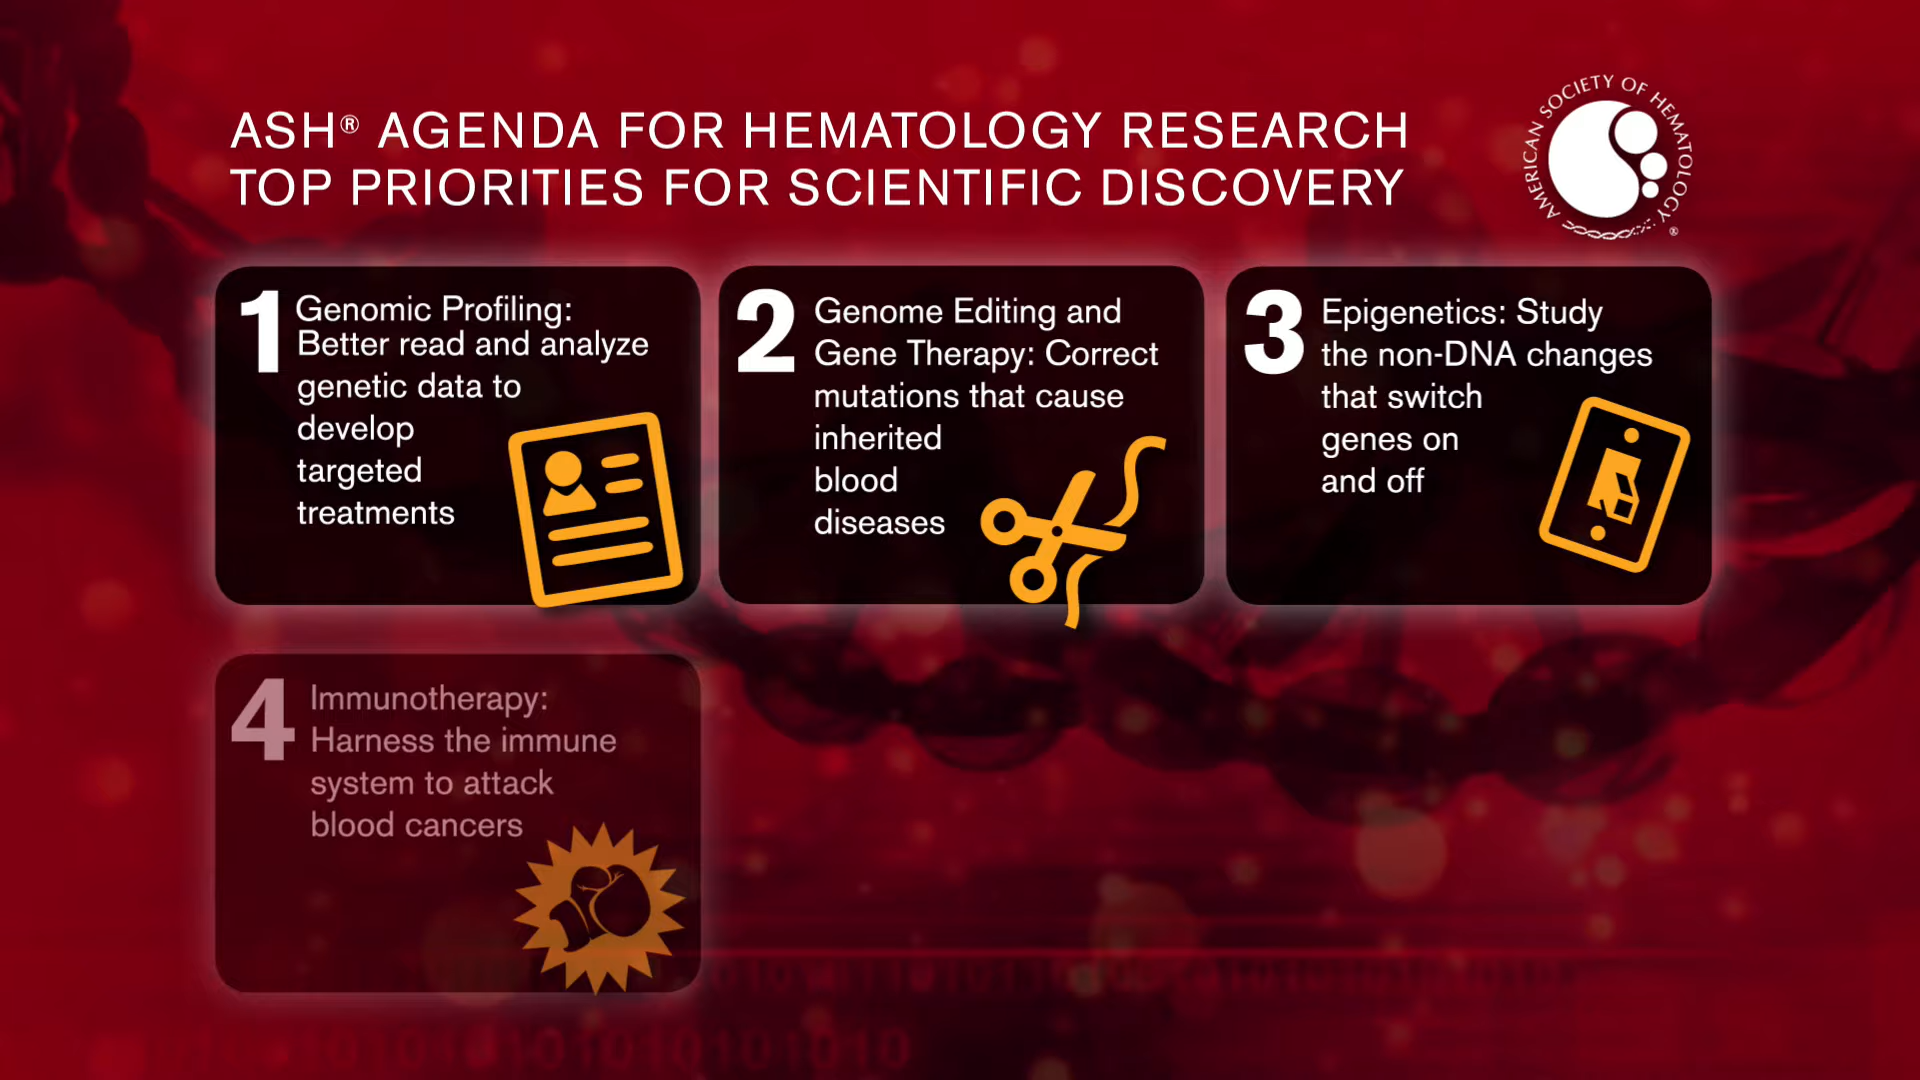 ASH® AGENDA FOR HEMATOLOGY RESEARCH
TOP PRIORITIES FOR SCIENTIFIC DISCOVERY
AMERICAN SOCIETY OF HEMATOLOGY ®
1
Genomic Profiling:
Better read and analyze
genetic data to
develop
targeted
treatments
2
Genome Editing and
Gene Therapy: Correct
mutations that cause
inherited
blood
diseases
3
Epigenetics: Study
the non-DNA changes
that switch
genes on
and off
4
Immunotherapy:
Harness the immune
system to attack
blood cancers